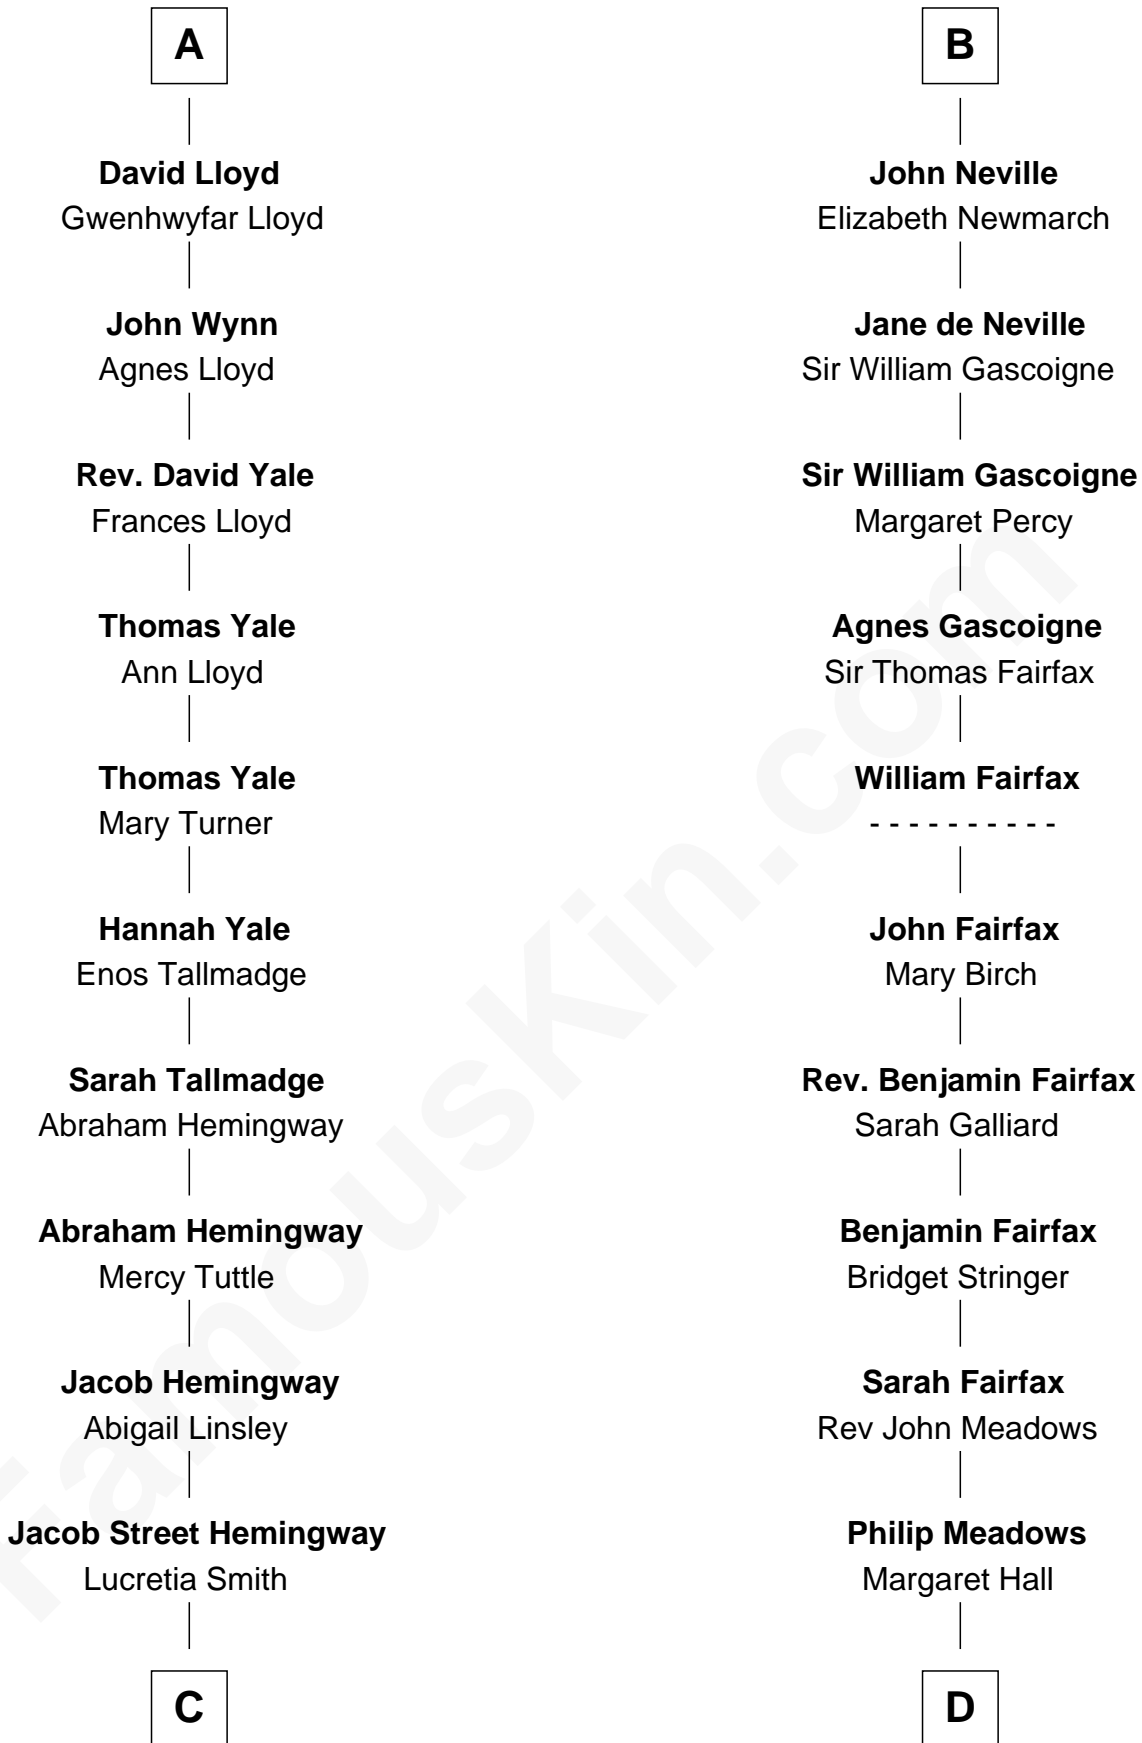 A
David Lloyd
Gwenhwyfar Lloyd
John Wynn
Agnes Lloyd
Rev. David Yale
Frances Lloyd
Thomas Yale
Ann Lloyd
Thomas Yale
Mary Turner
Hannah Yale
Enos Tallmadge
Sarah Tallmadge
Abraham Hemingway
Abraham Hemingway
Mercy Tuttle
Jacob Hemingway
Abigail Linsley
Jacob Street Hemingway
Lucretia Smith
C
B
John Neville
Elizabeth Newmarch
Jane de Neville
Sir William Gascoigne
Sir William Gascoigne
Margaret Percy
Agnes Gascoigne
Sir Thomas Fairfax
William Fairfax
- - - - - - - - - -
John Fairfax
Mary Birch
Rev. Benjamin Fairfax
Sarah Galliard
Benjamin Fairfax
Bridget Stringer
Sarah Fairfax
Rev John Meadows
Philip Meadows
Margaret Hall
D
FamousKin.com